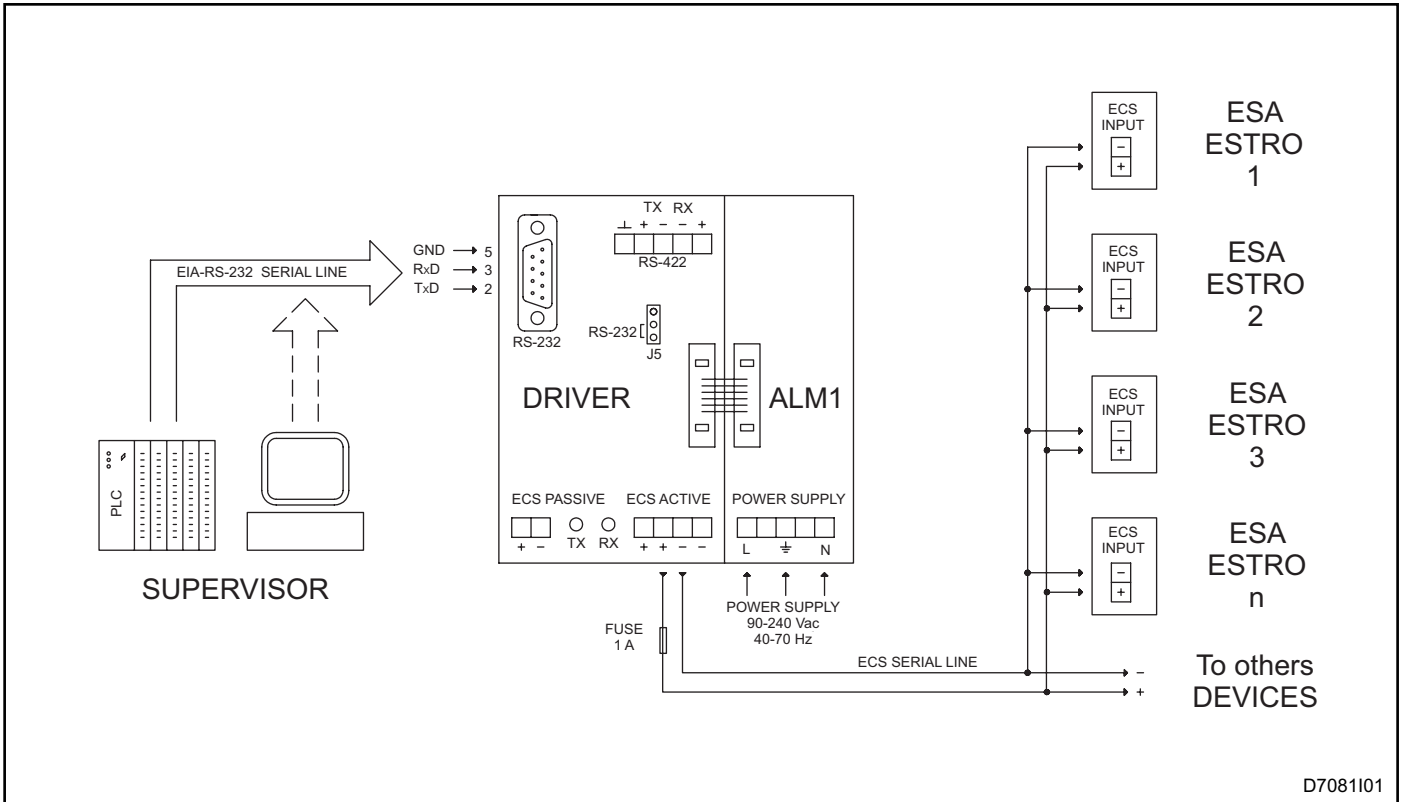 EIA-RS-232 SERIAL LINE
PLC
SUPERVISOR
GND 5
RxD 3
TxD 2
TX RX
+ − − +
RS-422
RS-232
RS-232
J5
DRIVER
ALM1
ECS PASSIVE
+ −
TX RX
ECS ACTIVE
+ + − −
POWER SUPPLY
L N
POWER SUPPLY
90-240 Vac
40-70 Hz
FUSE
1 A
ECS SERIAL LINE
ECS
INPUT
−
+
ESA
ESTRO
1
ECS
INPUT
−
+
ESA
ESTRO
2
ECS
INPUT
−
+
ESA
ESTRO
3
ECS
INPUT
−
+
ESA
ESTRO
n
−
+
To others
DEVICES
D7081I01